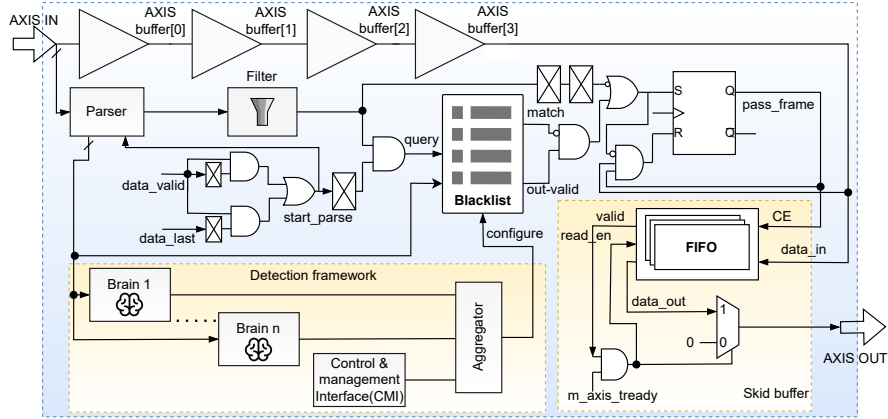 AXIS IN
AXIS
buffer[0]
AXIS
buffer[1]
AXIS
buffer[2]
AXIS
buffer[3]
Parser
Filter
match
S
Q
pass_frame
R
Q
query
data_valid
data_last
start_parse
Blacklist
out-valid
configure
valid
read_en
FIFO
CE
data_in
data_out
1
0
0
m_axis_tready
Skid buffer
AXIS OUT
Detection framework
Brain 1
. . . . .
Brain n
Aggregator
Control &
management
Interface(CMI)